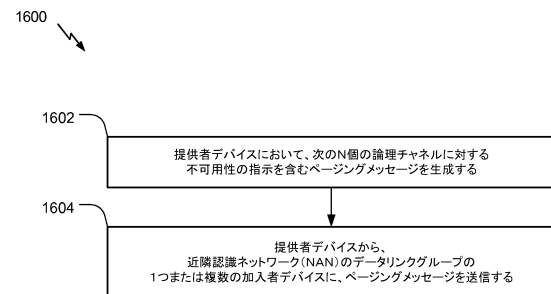 1600
1602
提供者デバイスにおいて、次のN個の論理チャネルに対する
不可用性の指示を含むページングメッセージを生成する
1604
提供者デバイスから、
近隣認識ネットワーク(NAN)のデータリンクグループの
1つまたは複数の加入者デバイスに、ページングメッセージを送信する